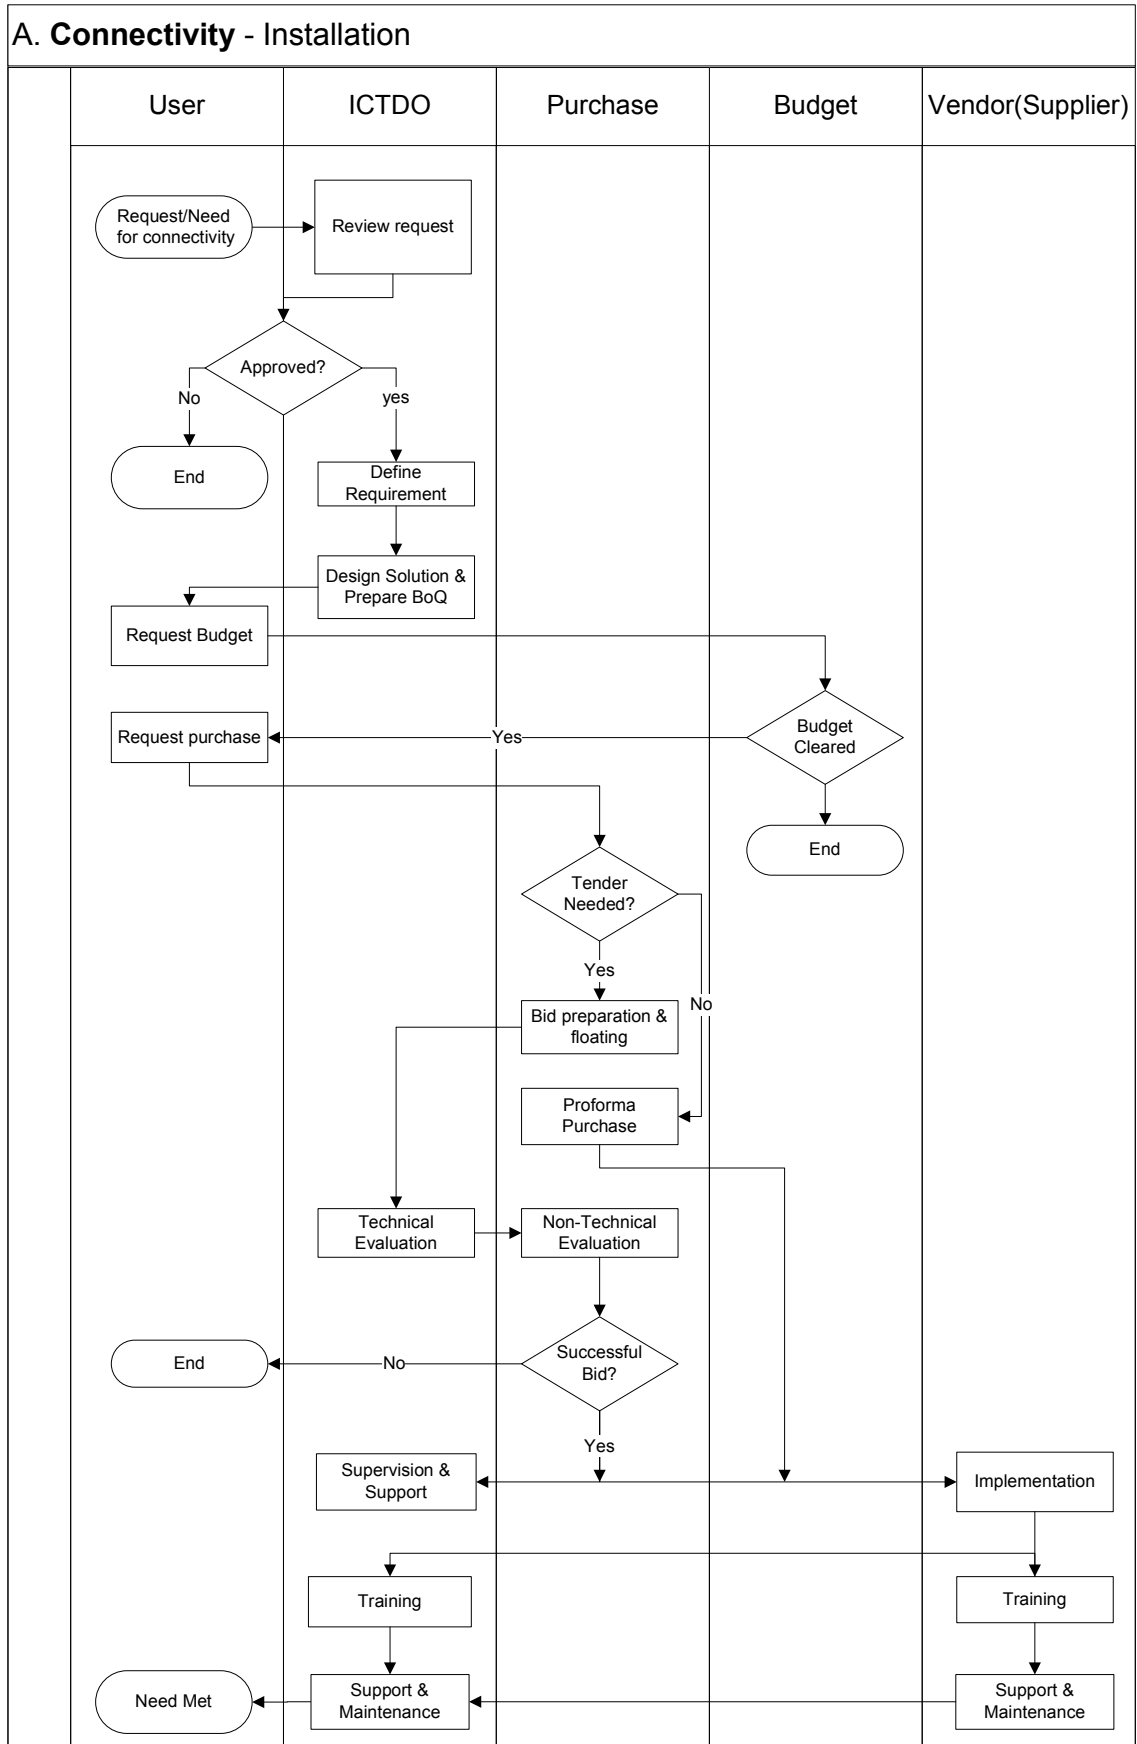 A. Connectivity - Installation
User
ICTDO
Purchase
Budget
Vendor(Supplier)
Request/Need
for connectivity
Review request
Approved?
No
yes
End
Define
Requirement
Design Solution &
Prepare BoQ
Request Budget
Request purchase
Yes
Budget
Cleared
End
Tender
Needed?
Yes
No
Bid preparation &
floating
Proforma
Purchase
Technical
Evaluation
Non-Technical
Evaluation
End
No
Successful
Bid?
Yes
Supervision &
Support
Implementation
Training
Training
Need Met
Support &
Maintenance
Support &
Maintenance